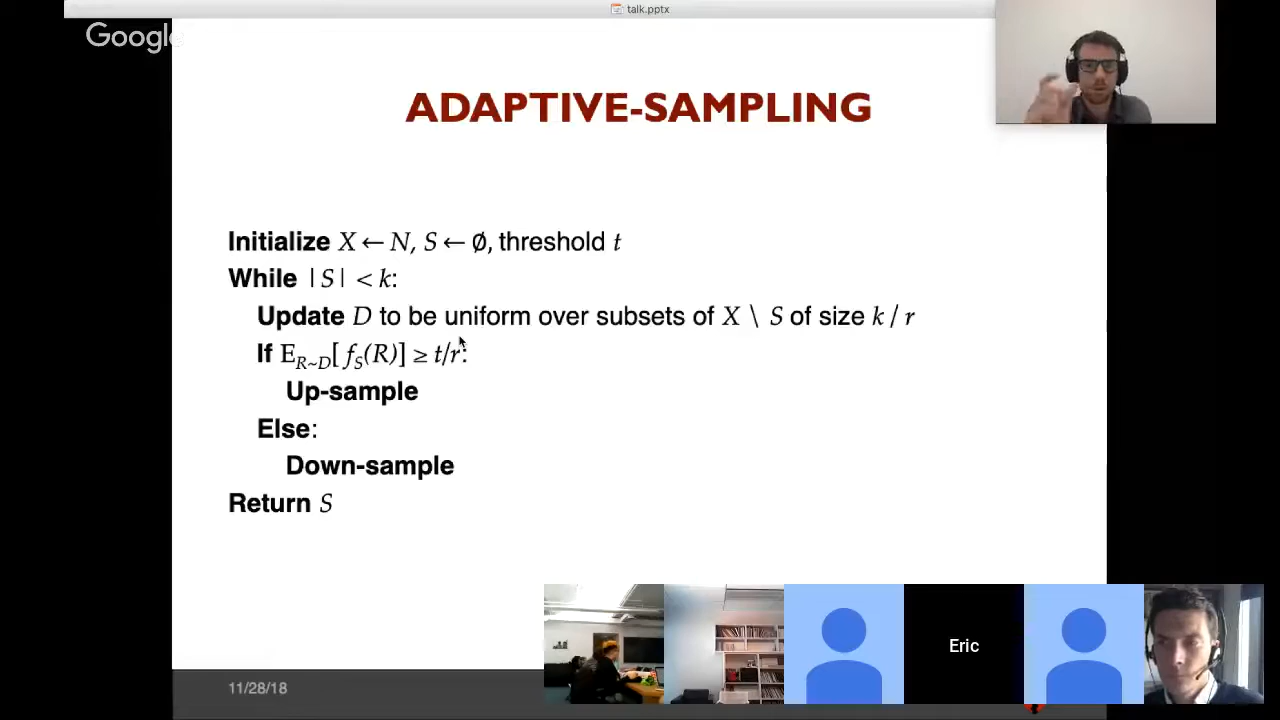 talk.pptx
Google
ADAPTIVE-SAMPLING
Initialize X ← N, S ← ∅, threshold t
While |S| < k:
Update D to be uniform over subsets of X \ S of size k / r
If E_{R~D}[ f_S(R)] ≥ t/r:
Up-sample
Else:
Down-sample
Return S
Eric
11/28/18